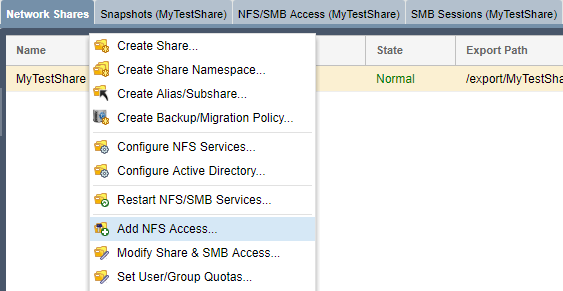 Network Shares Snapshots (MyTestShare) NFS/SMB Access (MyTestShare) SMB Sessions (MyTestShare)
Name State Export Path
MyTestShare Normal /export/MyTestSha
Create Share...
Create Share Namespace...
Create Alias/Subshare...
Create Backup/Migration Policy...
Configure NFS Services...
Configure Active Directory...
Restart NFS/SMB Services...
Add NFS Access...
Modify Share & SMB Access...
Set User/Group Quotas...